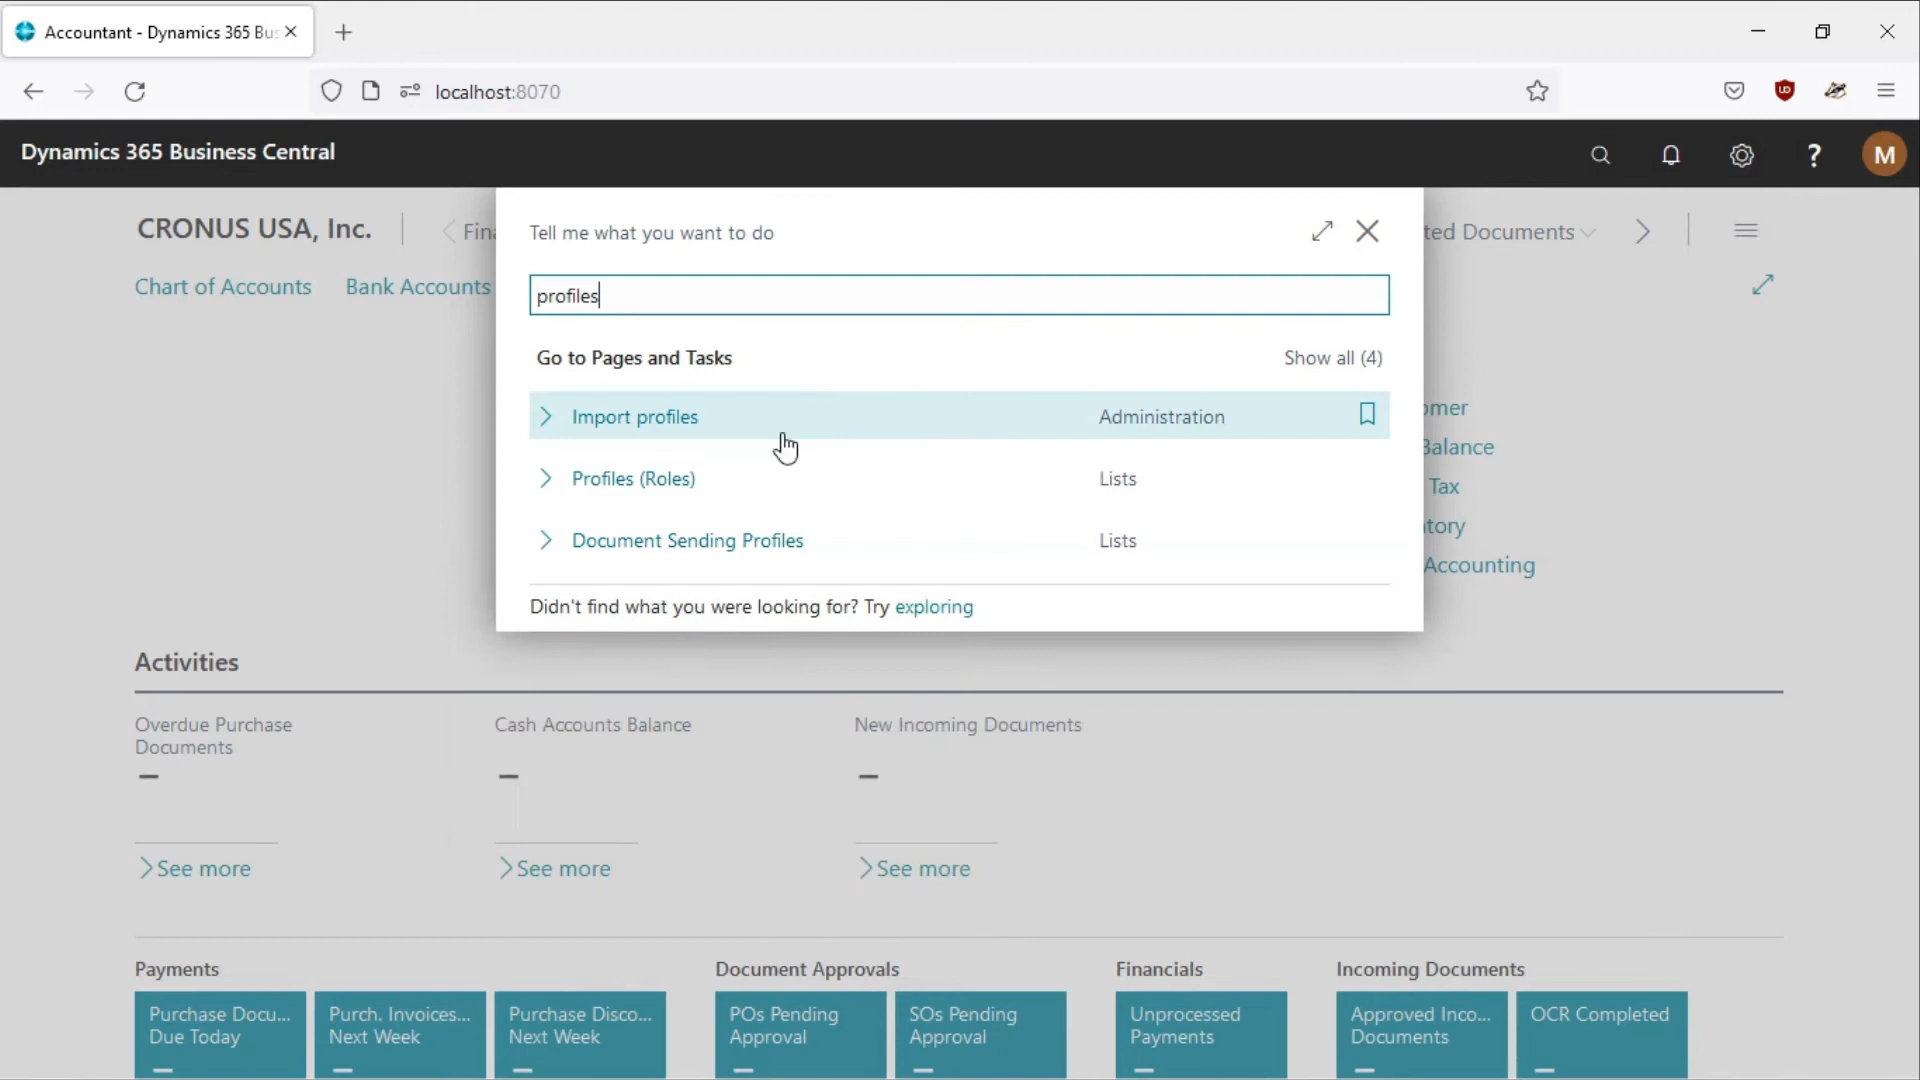 Accountant - Dynamics 365 Bus
localhost:8070
Dynamics 365 Business Central
M
CRONUS USA, Inc.
Fina
Tell me what you want to do
ted Documents
Chart of Accounts
Bank Accounts
profiles
Go to Pages and Tasks
Show all (4)
Import profiles
Administration
omer
Balance
Profiles (Roles)
Lists
Tax
tory
Document Sending Profiles
Lists
Accounting
Didn't find what you were looking for? Try exploring
Activities
Overdue Purchase
Documents
Cash Accounts Balance
New Incoming Documents
See more
See more
See more
Payments
Document Approvals
Financials
Incoming Documents
Purchase Docu...
Due Today
Purch. Invoices...
Next Week
Purchase Disco...
Next Week
POs Pending
Approval
SOs Pending
Approval
Unprocessed
Payments
Approved Inco...
Documents
OCR Completed